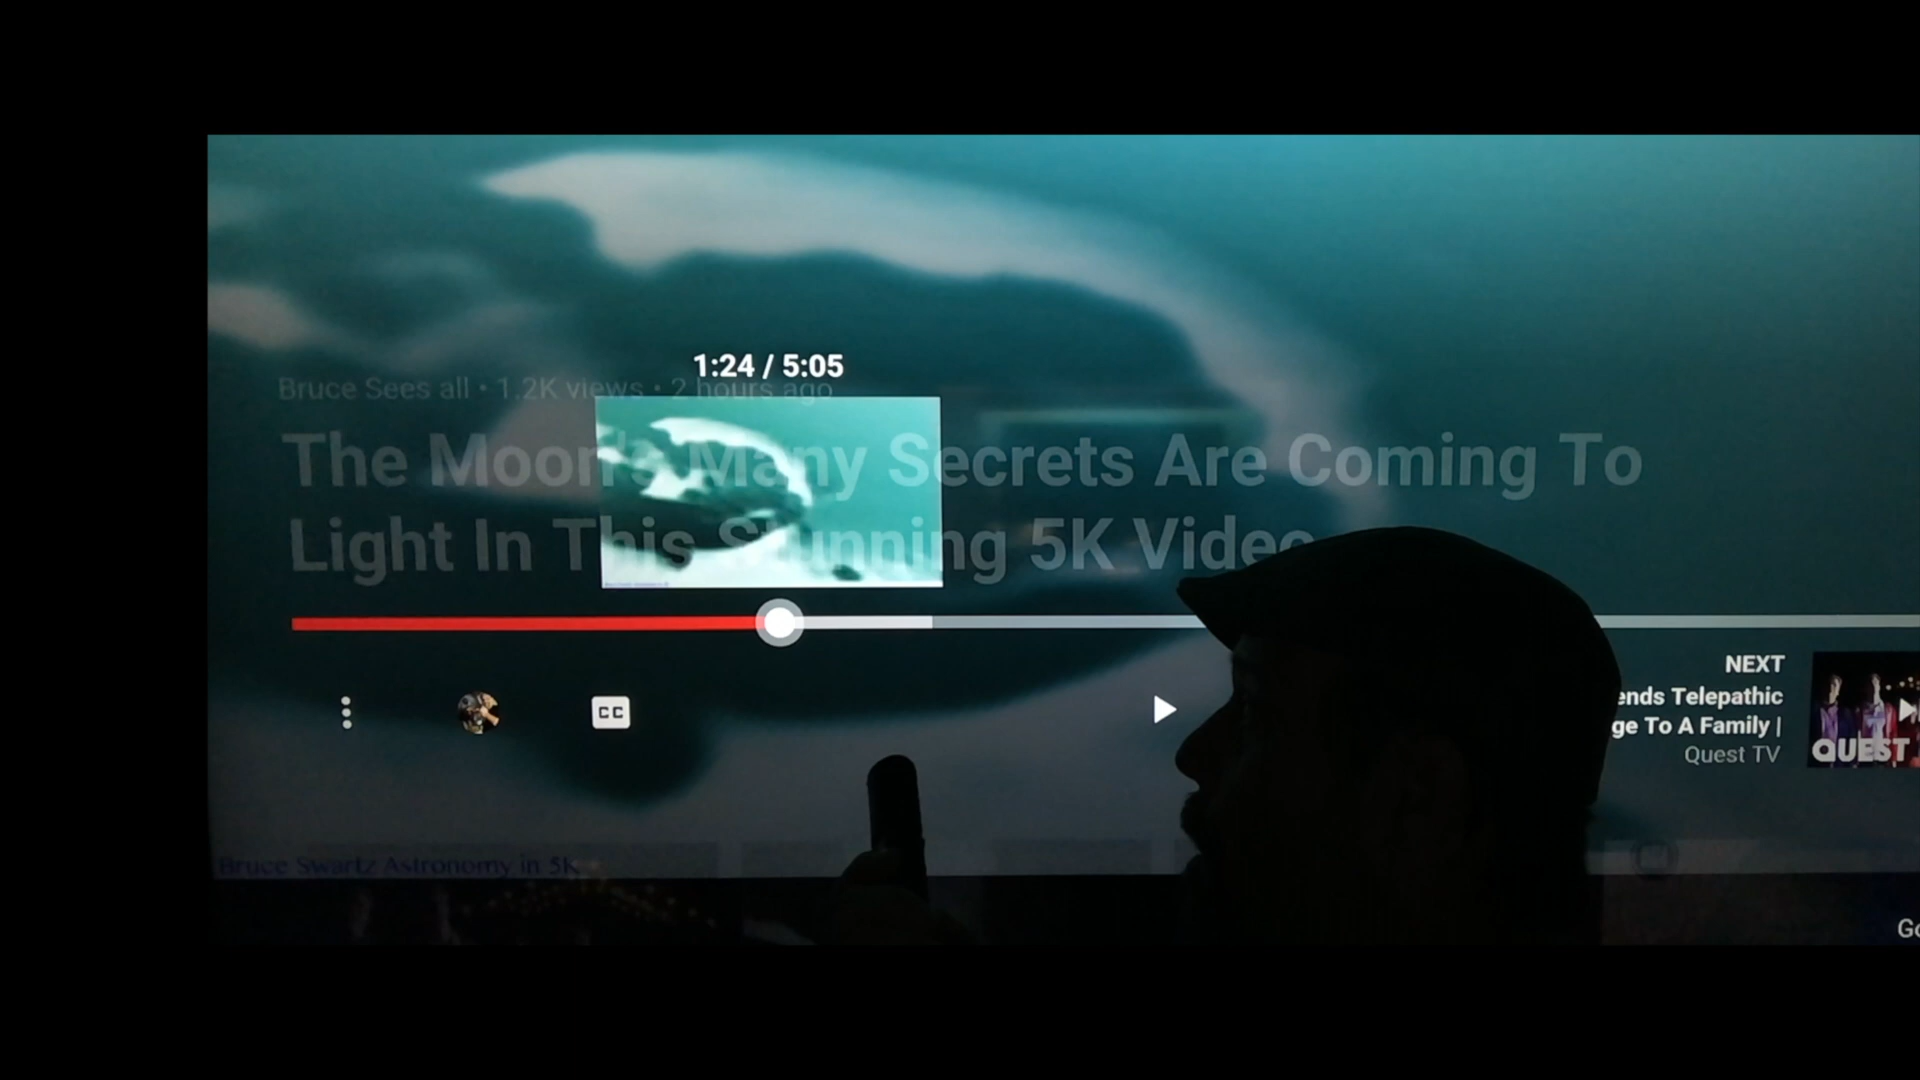 1:24 / 5:05
Bruce Sees all • 1.2K views • 2 hours ago
The Moon's Many Secrets Are Coming To
Light In This Stunning 5K Video
CC
NEXT
ends Telepathic
ge To A Family |
Quest TV
QUEST
Bruce Swartz Astronomy in 5K